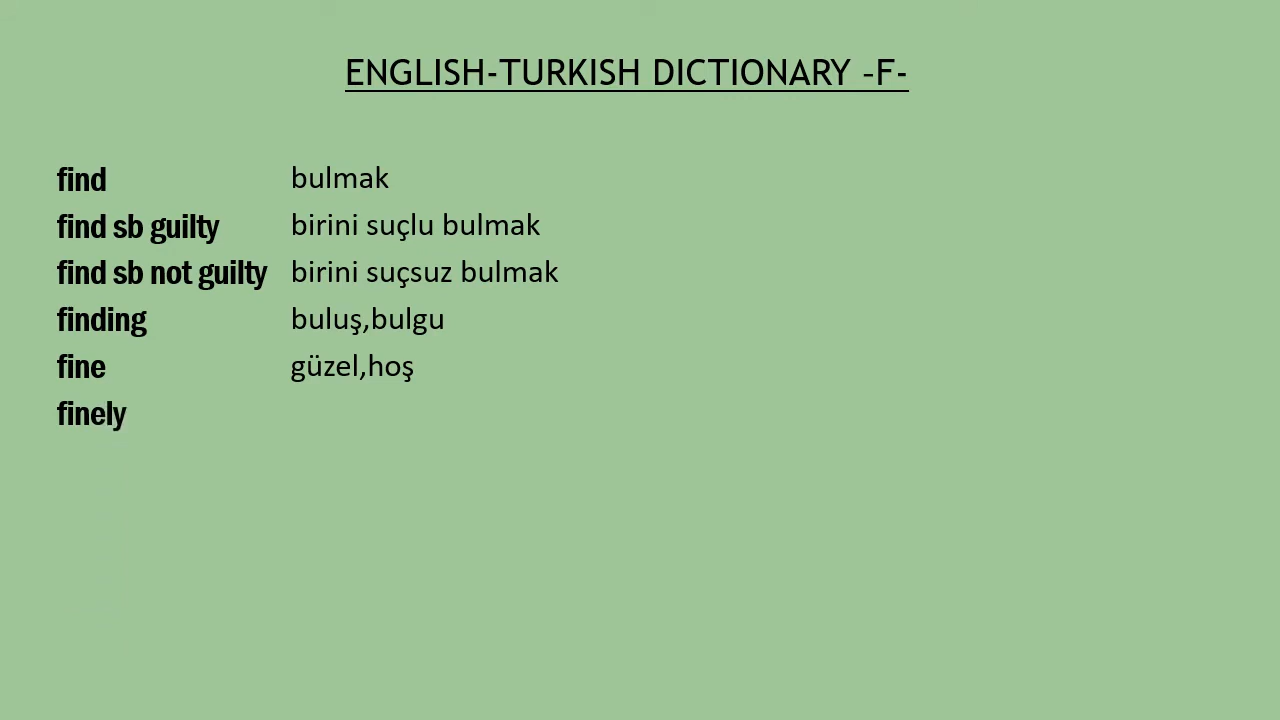 ENGLISH-TURKISH DICTIONARY –F-
find bulmak
find sb guilty birini suçlu bulmak
find sb not guilty birini suçsuz bulmak
finding buluş,bulgu
fine güzel,hoş
finely